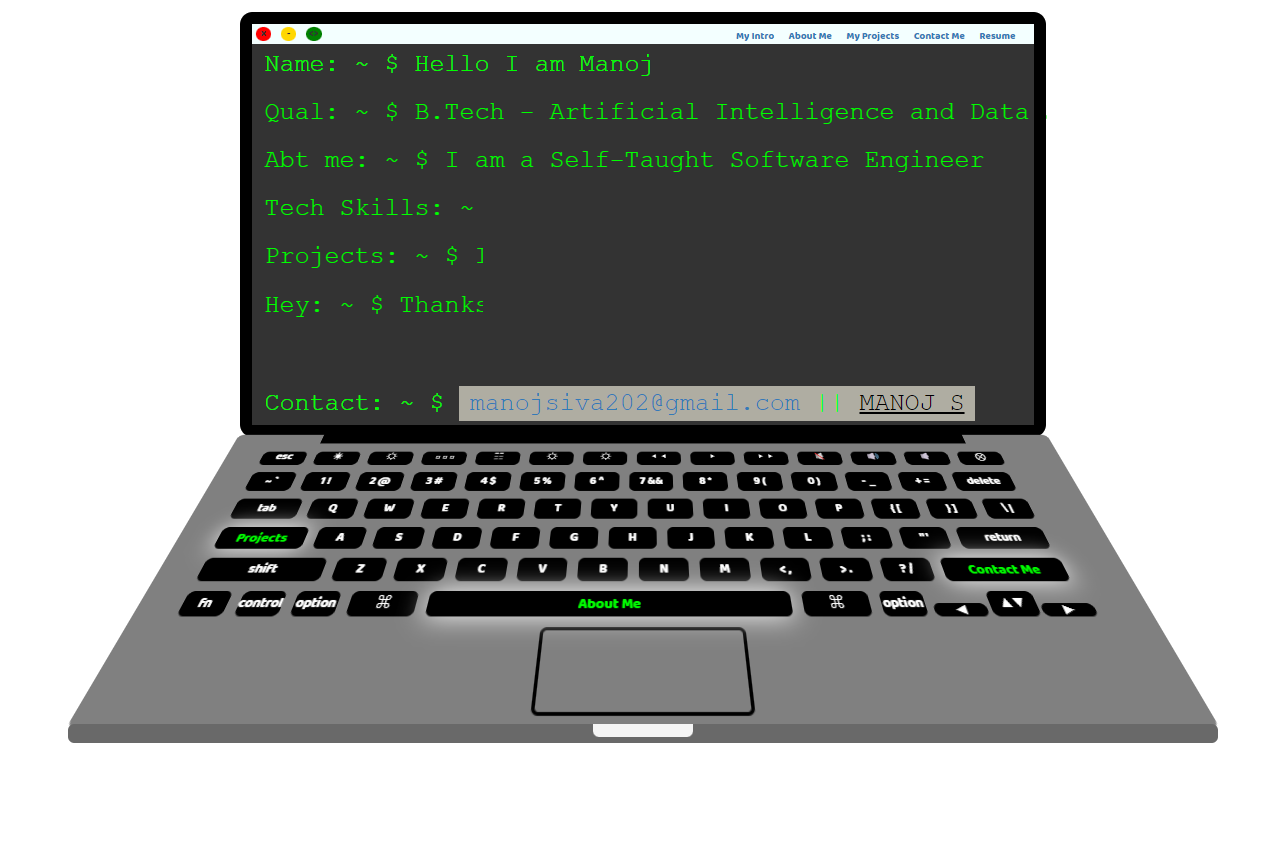 x - <>
My Intro About Me My Projects Contact Me Resume
Name: ~ $ Hello I am Manoj
Qual: ~ $ B.Tech - Artificial Intelligence and Data
Abt me: ~ $ I am a Self-Taught Software Engineer
Tech Skills: ~
Projects: ~ $
Hey: ~ $ Thanks
Contact: ~ $ manojsiva202@gmail.com || MANOJ S
esc
~` 1! 2@ 3# 4$ 5% 6^ 7&& 8* 9( 0) -_ += delete
tab Q W E R T Y U I O P {[ }] \|
Projects A S D F G H J K L ;: "' return
shift Z X C V B N M <, >. ?| Contact Me
fn control option ⌘ About Me ⌘ option ◀ ▲▼ ▶